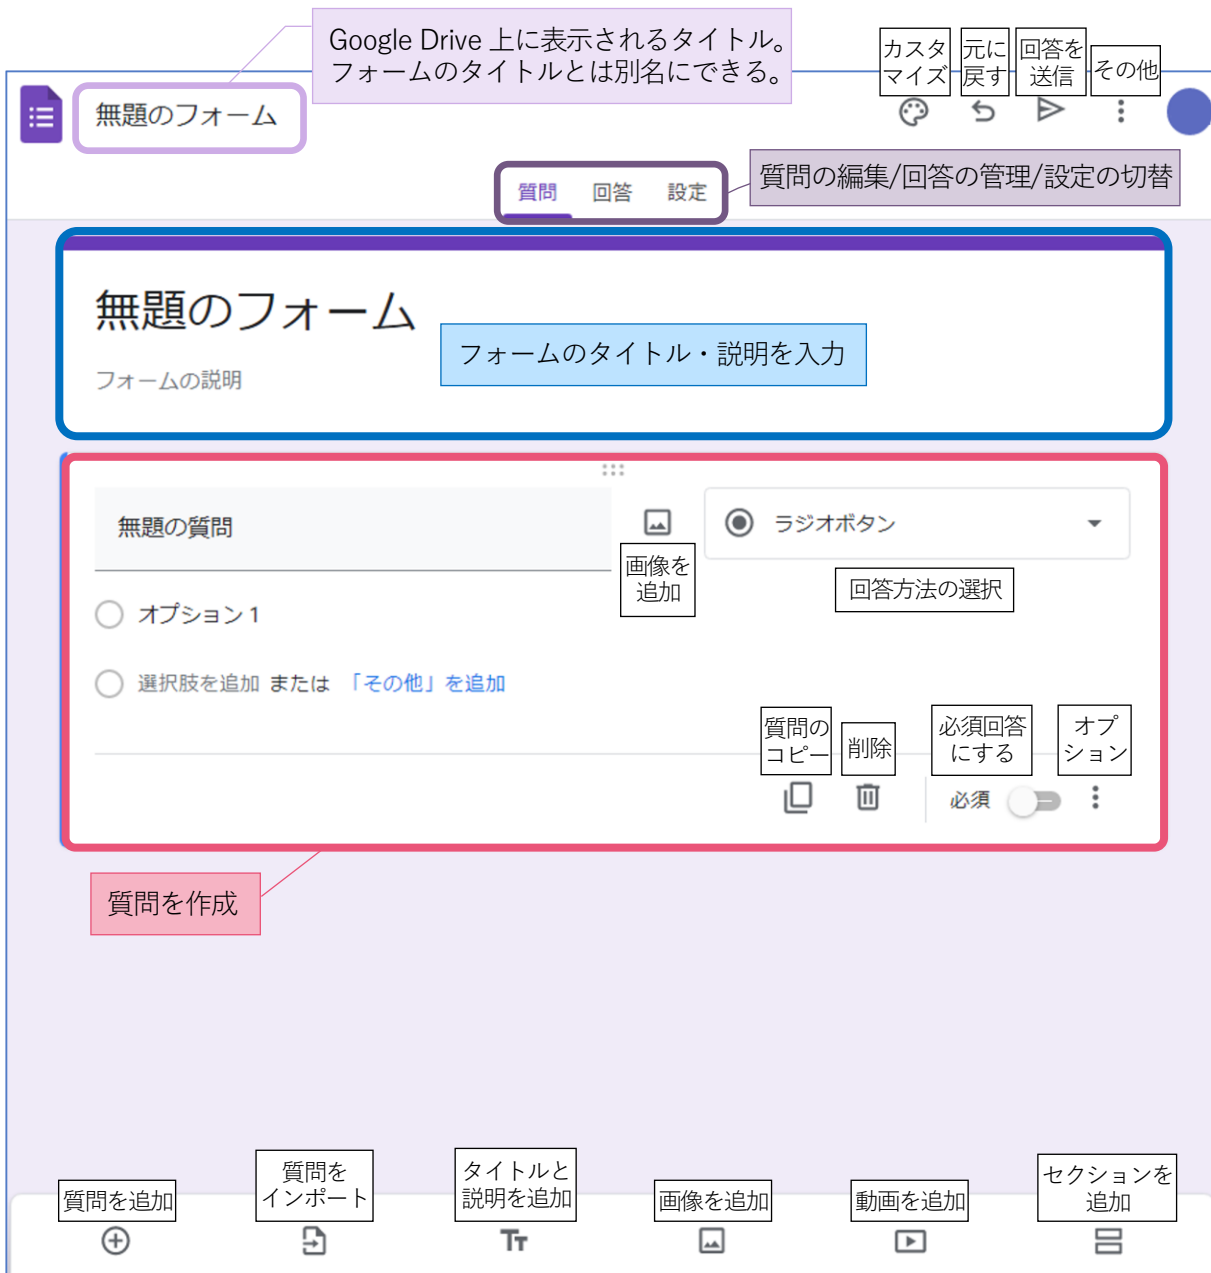 Google Drive 上に表示されるタイトル。
フォームのタイトルとは別名にできる。
カスタ
マイズ
元に
戻す
回答を
送信
その他
無題のフォーム
質問 回答 設定
質問の編集/回答の管理/設定の切替
無題のフォーム
フォームのタイトル・説明を入力
フォームの説明
無題の質問
ラジオボタン
画像を
追加
回答方法の選択
オプション 1
選択肢を追加 または 「その他」を追加
質問の
コピー
削除
必須回答
にする
オプ
ション
必須
質問を作成
質問を追加
質問を
インポート
タイトルと
説明を追加
画像を追加
動画を追加
セクションを
追加
Tт